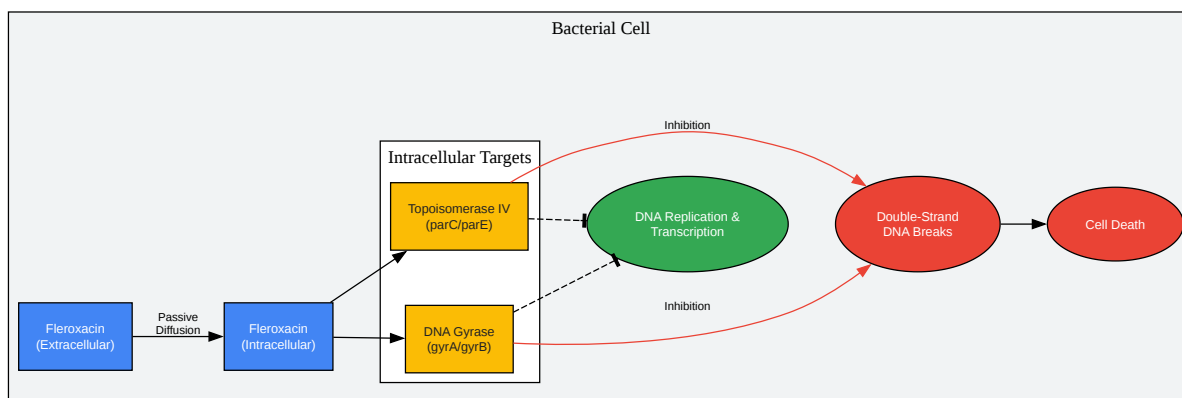 Bacterial Cell
Inhibition
Intracellular Targets
Topoisomerase IV
(parC/parE)
DNA Replication &
Transcription
Double-Strand
DNA Breaks
Cell Death
Passive
Diffusion
Fleroxacin
(Extracellular)
Fleroxacin
(Intracellular)
DNA Gyrase
(gyrA/gyrB)
Inhibition